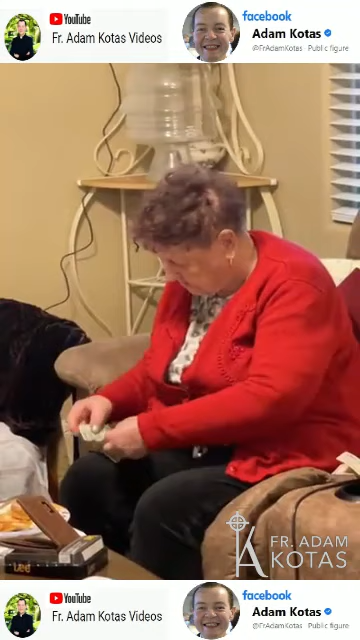 YouTube
Fr. Adam Kotas Videos
facebook
Adam Kotas
@FrAdamKotas · Public figure
FR. ADAM
KOTAS
YouTube
Fr. Adam Kotas Videos
facebook
Adam Kotas
@FrAdamKotas · Public figure